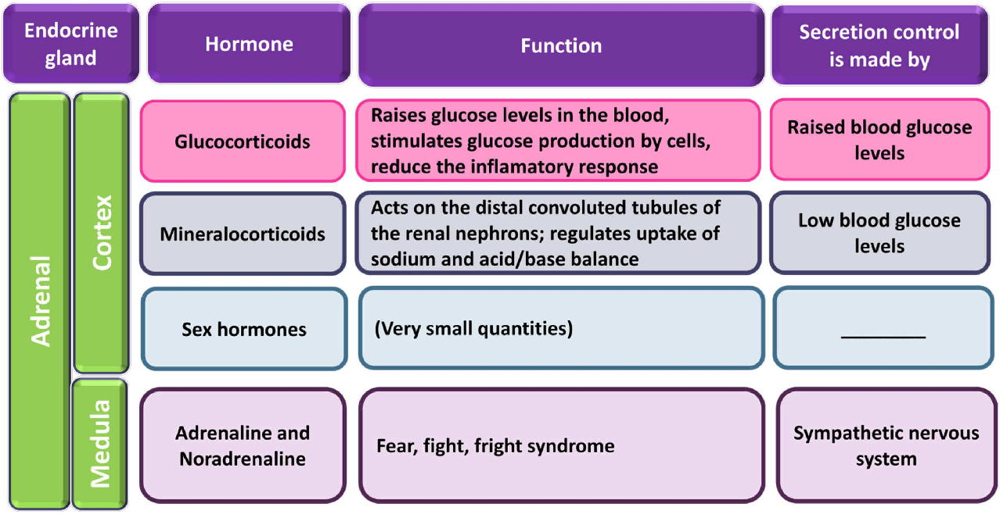 Endocrine
gland
Hormone
Function
Secretion control
is made by
Adrenal
Cortex
Glucocorticoids
Raises glucose levels in the blood,
stimulates glucose production by cells,
reduce the inflamatory response
Raised blood glucose
levels
Mineralocorticoids
Acts on the distal convoluted tubules of
the renal nephrons; regulates uptake of
sodium and acid/base balance
Low blood glucose
levels
Sex hormones
(Very small quantities)
________
Medula
Adrenaline and
Noradrenaline
Fear, fight, fright syndrome
Sympathetic nervous
system